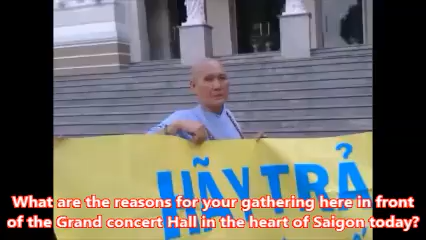 HÃY TRẢ
What are the reasons for your gathering here in front
of the Grand concert Hall in the heart of Saigon today?